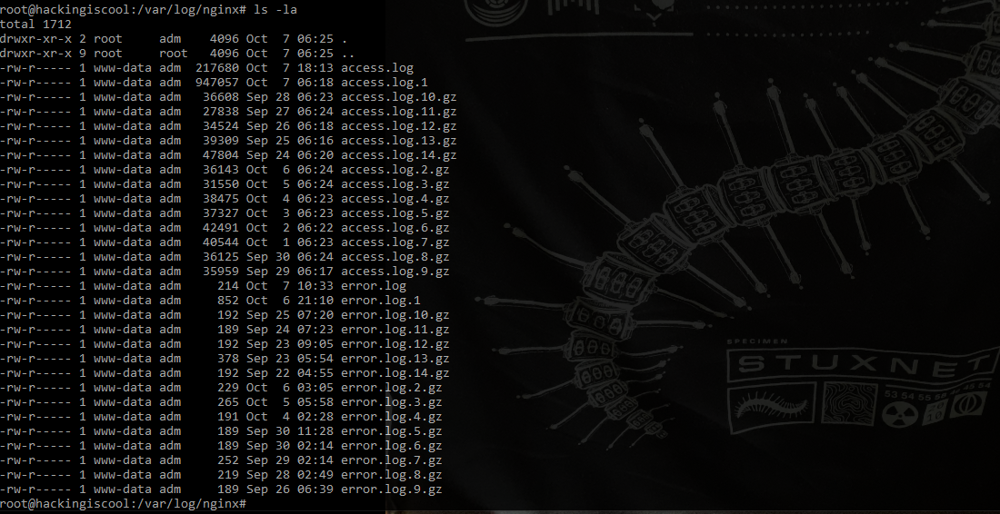 root@hackingiscool:/var/log/nginx# ls -la
total 1712
drwxr-xr-x 2 root     adm    4096 Oct  7 06:25 .
drwxr-xr-x 9 root     root   4096 Oct  7 06:25 ..
-rw-r----- 1 www-data adm  217680 Oct  7 18:13 access.log
-rw-r----- 1 www-data adm  947057 Oct  7 06:18 access.log.1
-rw-r----- 1 www-data adm   36608 Sep 28 06:23 access.log.10.gz
-rw-r----- 1 www-data adm   27838 Sep 27 06:24 access.log.11.gz
-rw-r----- 1 www-data adm   34524 Sep 26 06:18 access.log.12.gz
-rw-r----- 1 www-data adm   39309 Sep 25 06:16 access.log.13.gz
-rw-r----- 1 www-data adm   47804 Sep 24 06:20 access.log.14.gz
-rw-r----- 1 www-data adm   36143 Oct  6 06:24 access.log.2.gz
-rw-r----- 1 www-data adm   31550 Oct  5 06:24 access.log.3.gz
-rw-r----- 1 www-data adm   38475 Oct  4 06:23 access.log.4.gz
-rw-r----- 1 www-data adm   37327 Oct  3 06:23 access.log.5.gz
-rw-r----- 1 www-data adm   42491 Oct  2 06:22 access.log.6.gz
-rw-r----- 1 www-data adm   40544 Oct  1 06:23 access.log.7.gz
-rw-r----- 1 www-data adm   36125 Sep 30 06:24 access.log.8.gz
-rw-r----- 1 www-data adm   35959 Sep 29 06:17 access.log.9.gz
-rw-r----- 1 www-data adm     214 Oct  7 10:33 error.log
-rw-r----- 1 www-data adm     852 Oct  6 21:10 error.log.1
-rw-r----- 1 www-data adm     192 Sep 25 07:20 error.log.10.gz
-rw-r----- 1 www-data adm     189 Sep 24 07:23 error.log.11.gz
-rw-r----- 1 www-data adm     192 Sep 23 09:05 error.log.12.gz
-rw-r----- 1 www-data adm     378 Sep 23 05:54 error.log.13.gz
-rw-r----- 1 www-data adm     192 Sep 22 04:55 error.log.14.gz
-rw-r----- 1 www-data adm     229 Oct  6 03:05 error.log.2.gz
-rw-r----- 1 www-data adm     265 Oct  5 05:58 error.log.3.gz
-rw-r----- 1 www-data adm     191 Oct  4 02:28 error.log.4.gz
-rw-r----- 1 www-data adm     189 Sep 30 11:28 error.log.5.gz
-rw-r----- 1 www-data adm     189 Sep 30 02:14 error.log.6.gz
-rw-r----- 1 www-data adm     252 Sep 29 02:14 error.log.7.gz
-rw-r----- 1 www-data adm     219 Sep 28 02:49 error.log.8.gz
-rw-r----- 1 www-data adm     189 Sep 26 06:39 error.log.9.gz
root@hackingiscool:/var/log/nginx#
SPECIMEN
STUXNET
53 54 55 58 4E 45 54